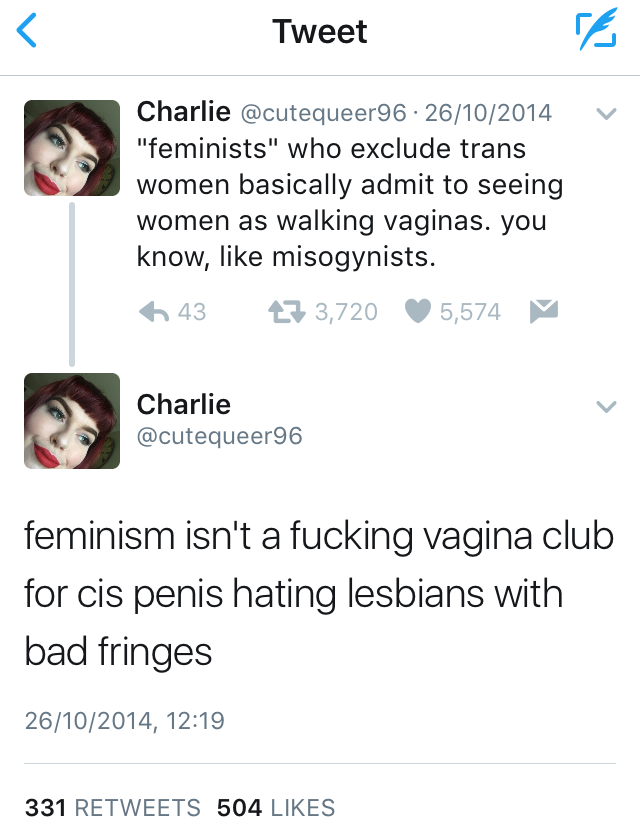 Tweet
Charlie @cutequeer96 · 26/10/2014
"feminists" who exclude trans
women basically admit to seeing
women as walking vaginas. you
know, like misogynists.
43 3,720 5,574
Charlie
@cutequeer96
feminism isn't a fucking vagina club
for cis penis hating lesbians with
bad fringes
26/10/2014, 12:19
331 RETWEETS 504 LIKES